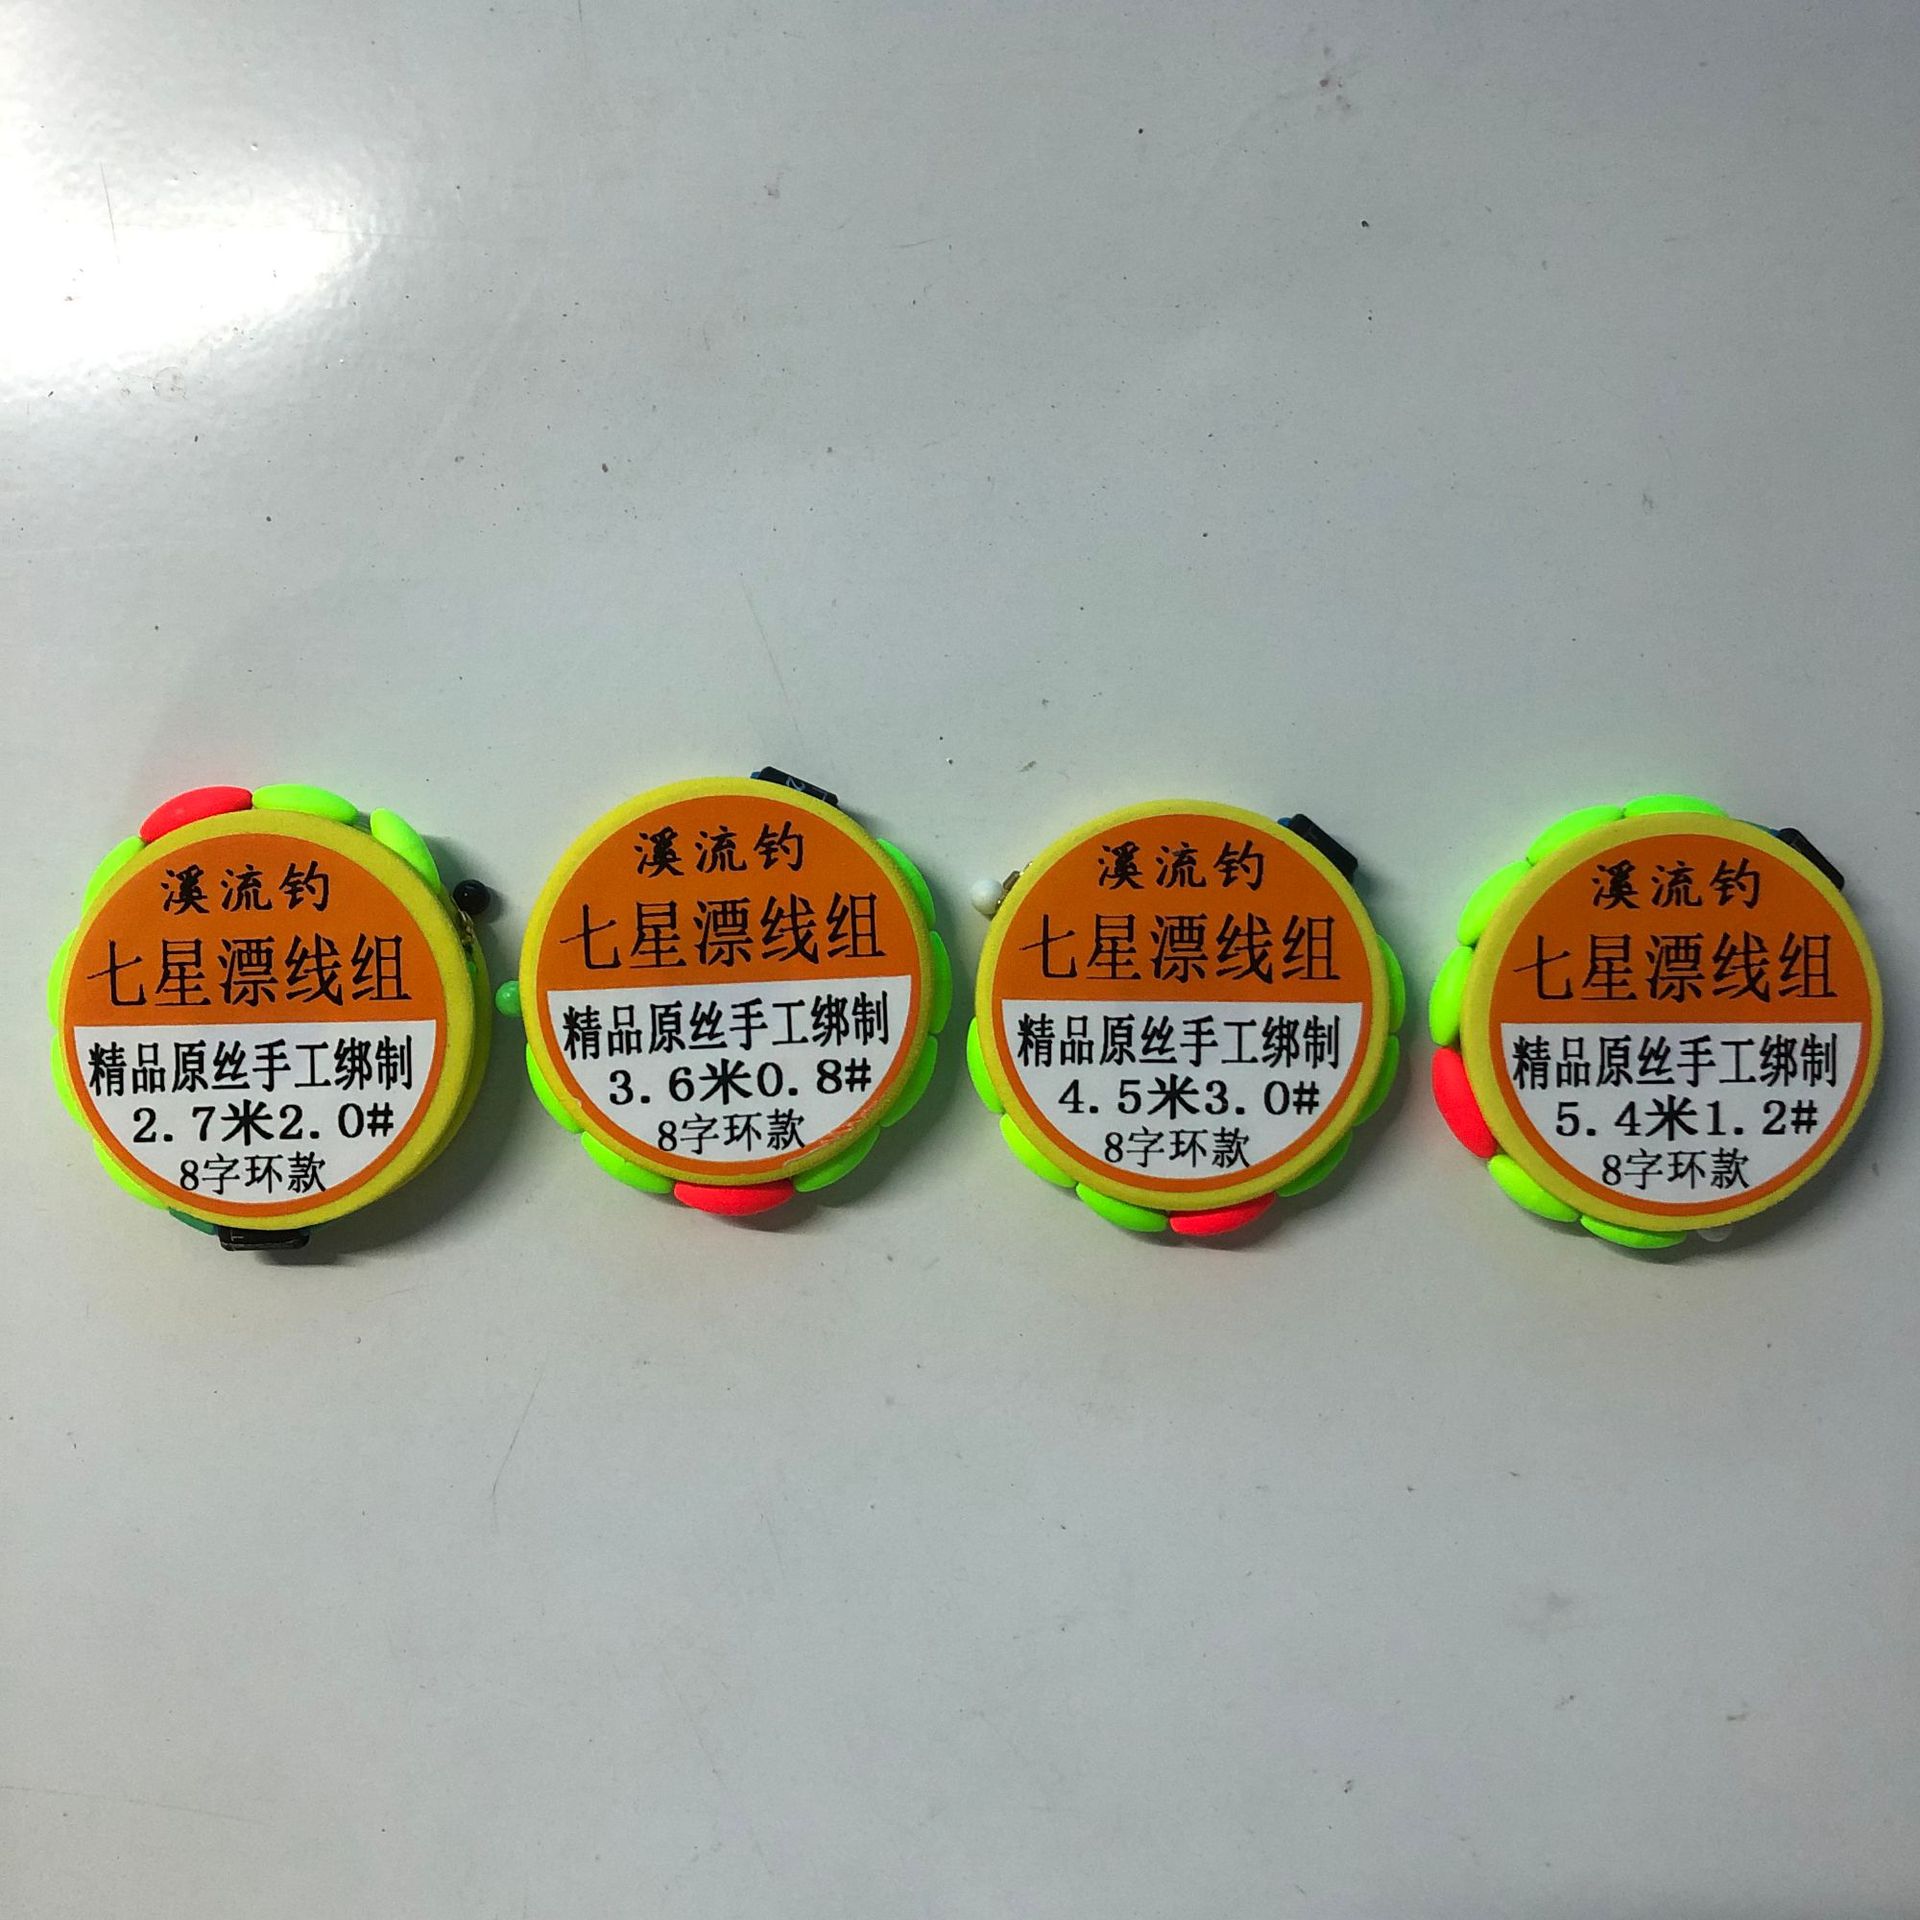 溪流钓
七星漂线组
精品原丝手工绑制
2.7米2.0#
8字环款
溪流钓
七星漂线组
精品原丝手工绑制
3.6米0.8#
8字环款
溪流钓
七星漂线组
精品原丝手工绑制
4.5米3.0#
8字环款
溪流钓
七星漂线组
精品原丝手工绑制
5.4米1.2#
8字环款